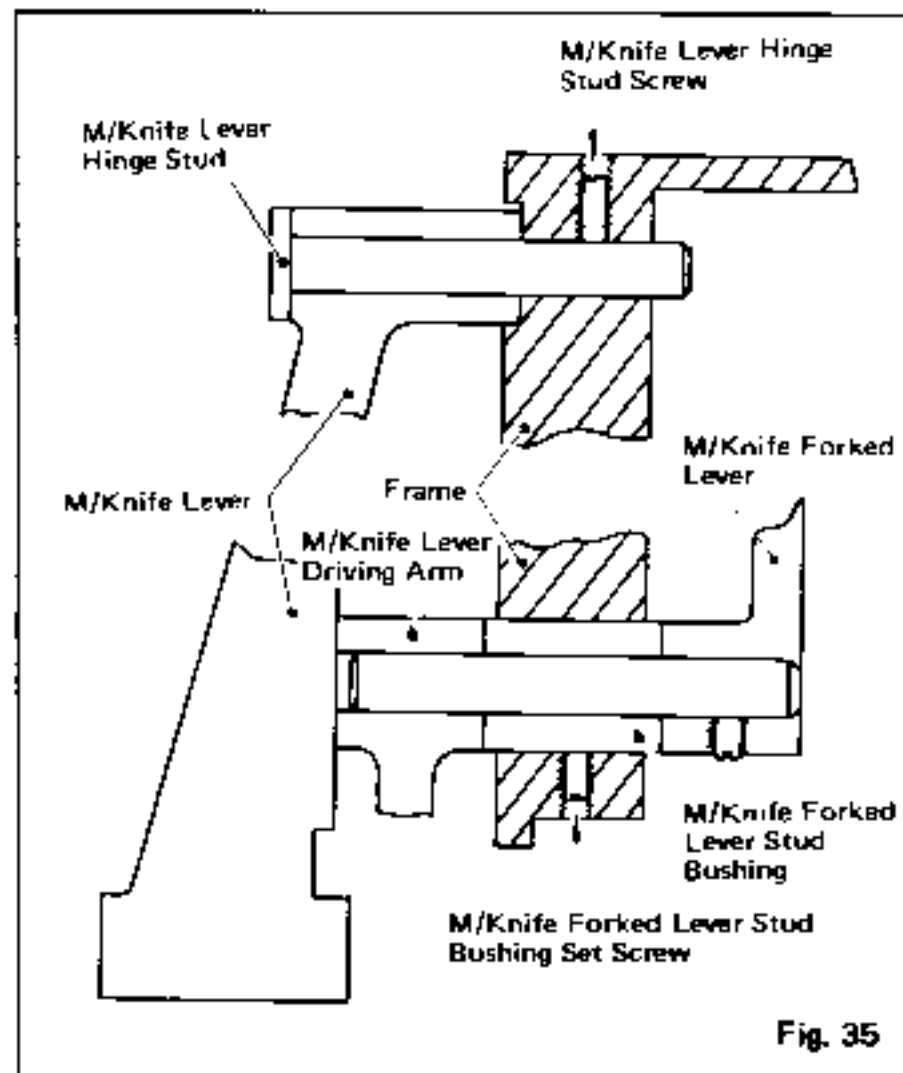 M/Knife Lever Hinge
Stud Screw
M/Knife Lever
Hinge Stud
M/Knife Forked
Lever
M/Knife Lever
Frame
M/Knife Lever
Driving Arm
M/Knife Forked
Lever Stud
Bushing
M/Knife Forked Lever Stud
Bushing Set Screw
Fig. 35